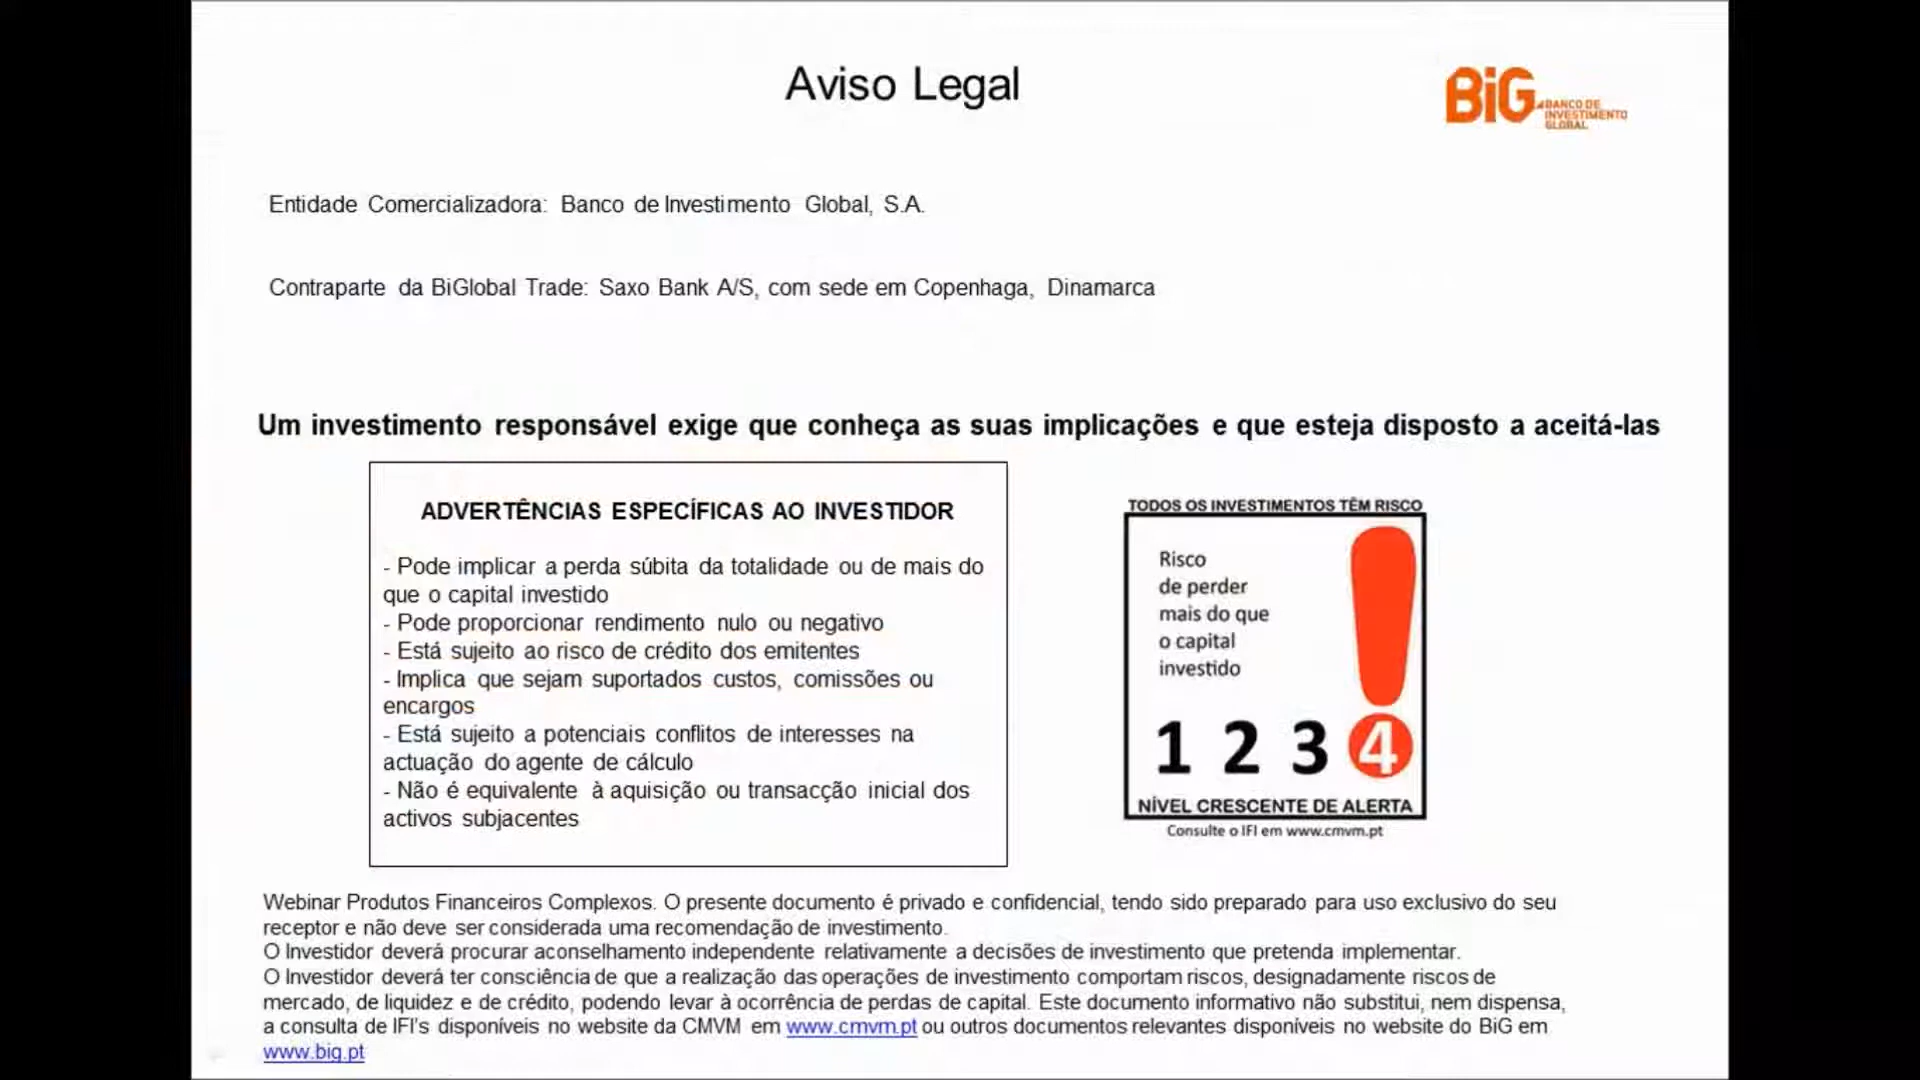 Aviso Legal
BiG BANCO DE
INVESTIMENTO
GLOBAL
Entidade Comercializadora: Banco de Investimento Global, S.A.
Contraparte da BiGlobal Trade: Saxo Bank A/S, com sede em Copenhaga, Dinamarca
Um investimento responsável exige que conheça as suas implicações e que esteja disposto a aceitá-las
ADVERTÊNCIAS ESPECÍFICAS AO INVESTIDOR
- Pode implicar a perda súbita da totalidade ou de mais do
que o capital investido
- Pode proporcionar rendimento nulo ou negativo
- Está sujeito ao risco de crédito dos emitentes
- Implica que sejam suportados custos, comissões ou
encargos
- Está sujeito a potenciais conflitos de interesses na
actuação do agente de cálculo
- Não é equivalente à aquisição ou transacção inicial dos
activos subjacentes
TODOS OS INVESTIMENTOS TÊM RISCO
Risco
de perder
mais do que
o capital
investido
!
1 2 3 4
NÍVEL CRESCENTE DE ALERTA
Consulte o IFI em www.cmvm.pt
Webinar Produtos Financeiros Complexos. O presente documento é privado e confidencial, tendo sido preparado para uso exclusivo do seu
receptor e não deve ser considerada uma recomendação de investimento.
O Investidor deverá procurar aconselhamento independente relativamente a decisões de investimento que pretenda implementar.
O Investidor deverá ter consciência de que a realização das operações de investimento comportam riscos, designadamente riscos de
mercado, de liquidez e de crédito, podendo levar à ocorrência de perdas de capital. Este documento informativo não substitui, nem dispensa,
a consulta de IFI's disponíveis no website da CMVM em www.cmvm.pt ou outros documentos relevantes disponíveis no website do BiG em
www.big.pt